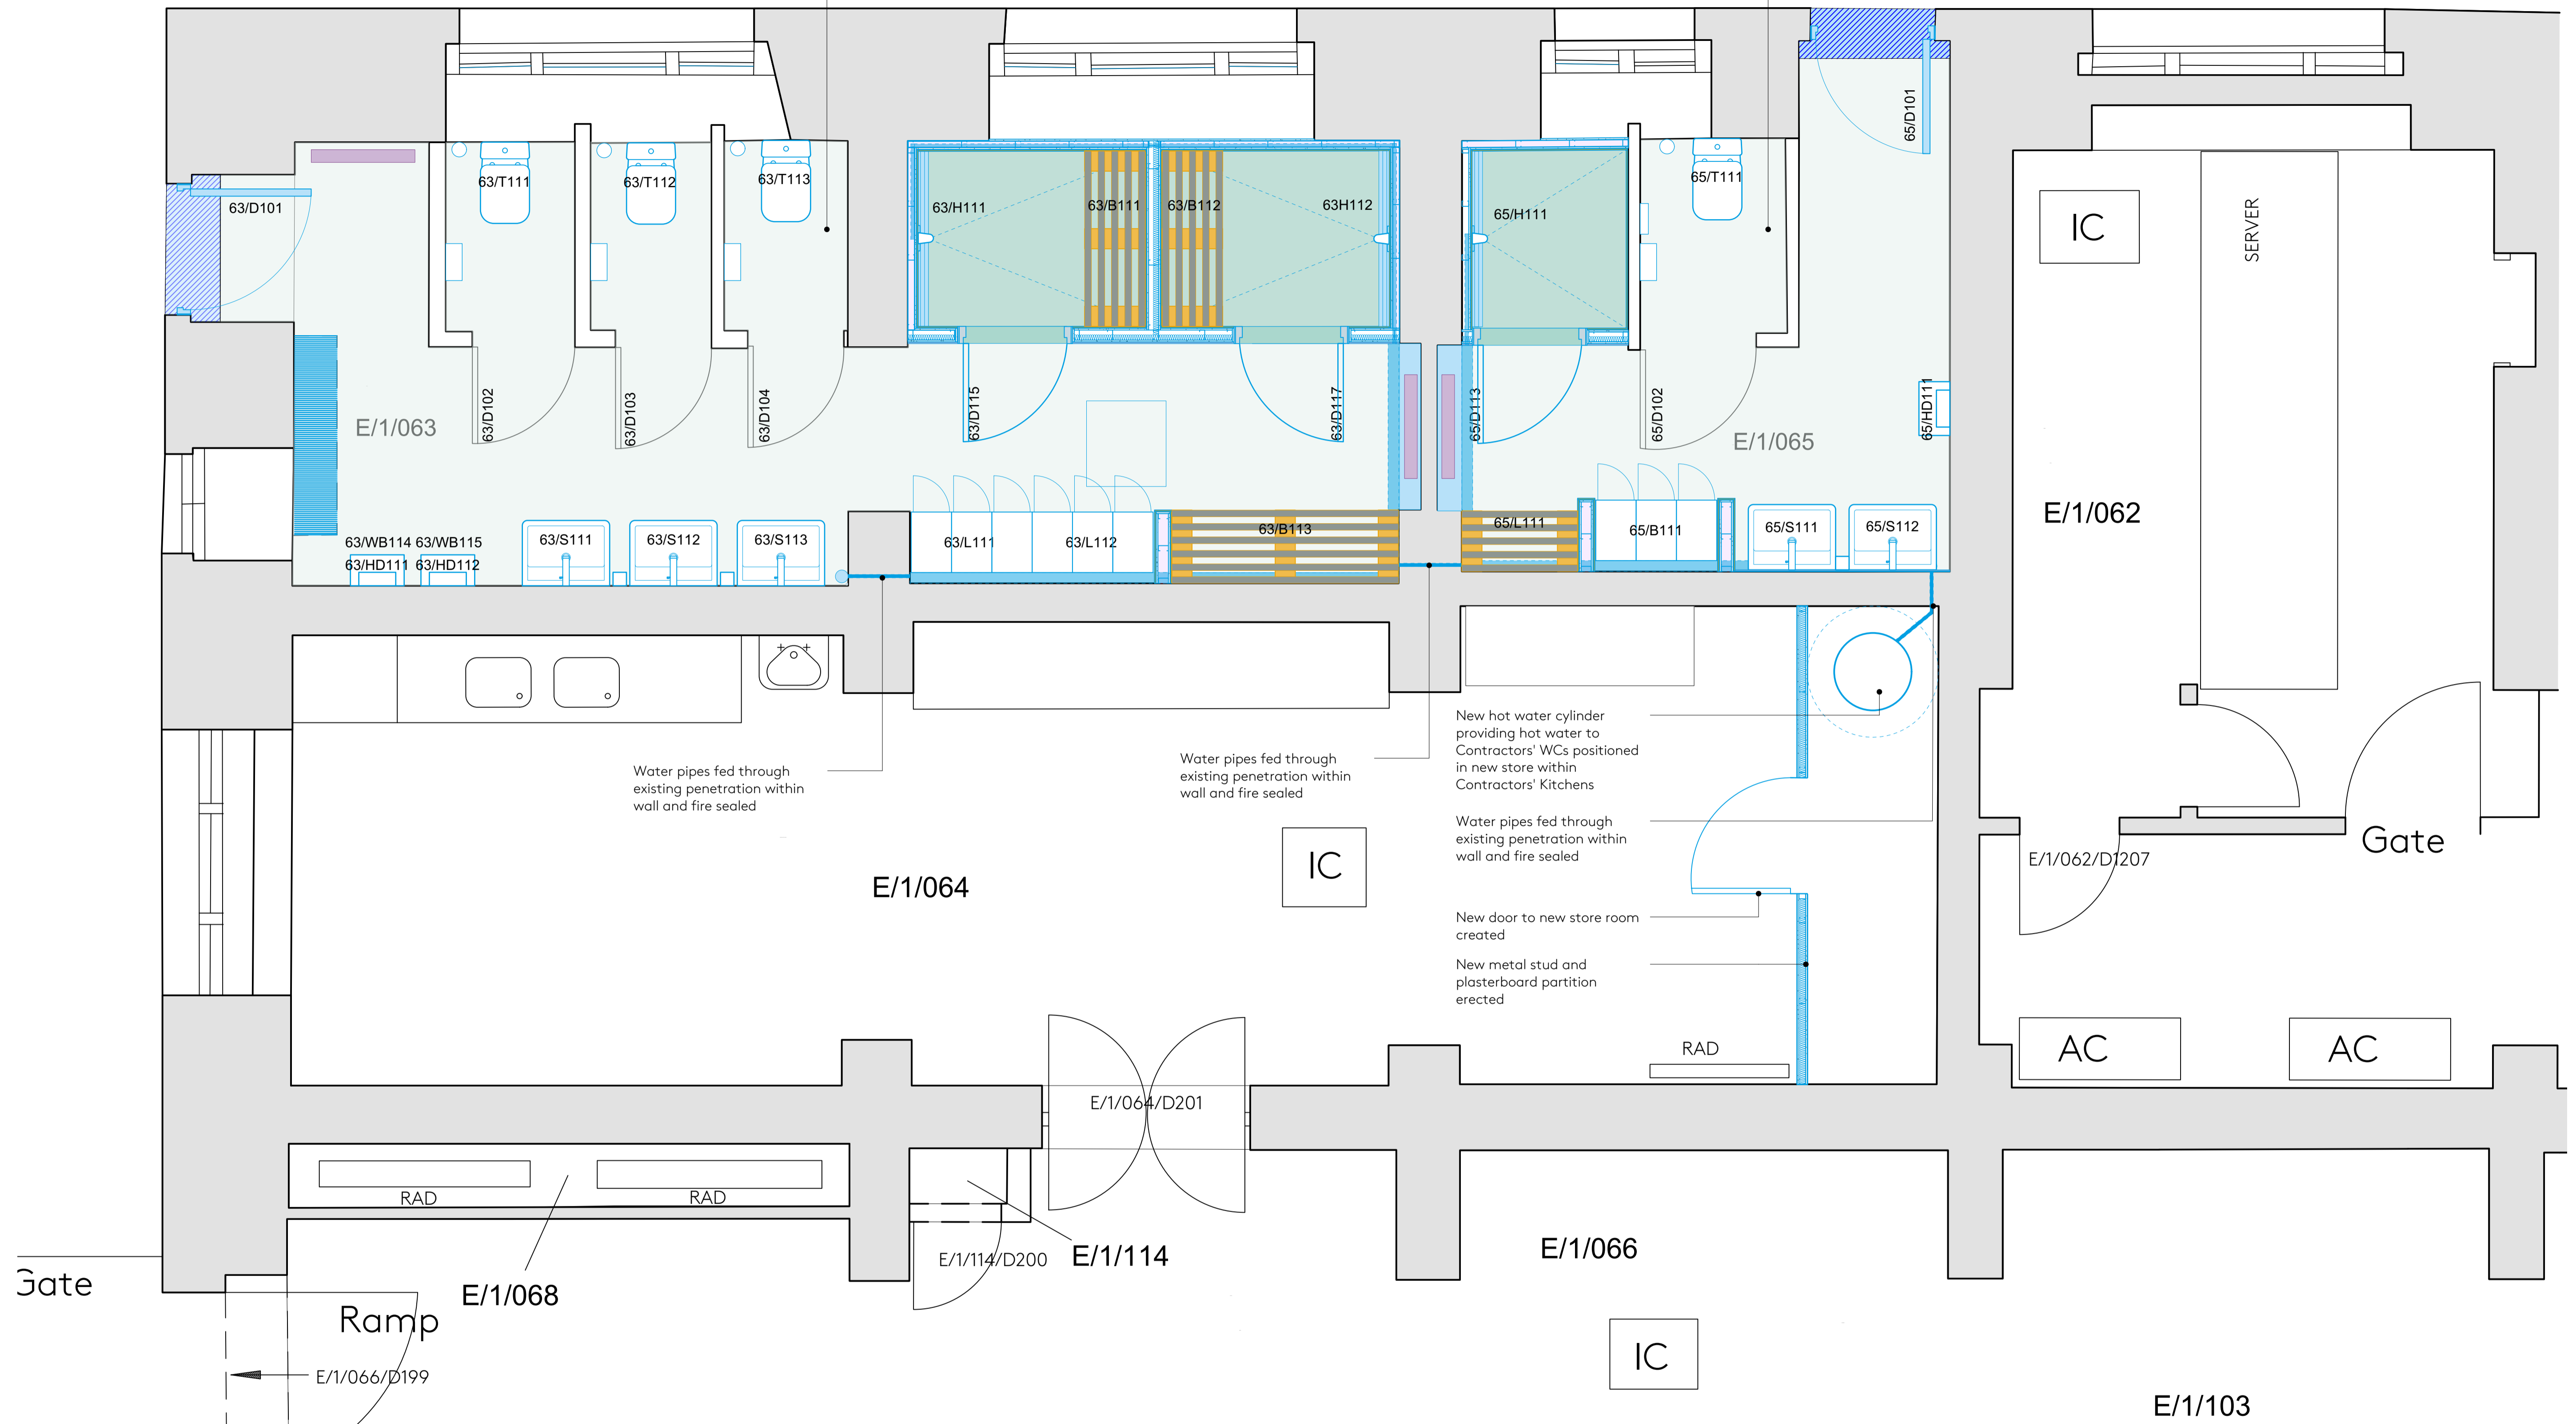 63/D101
63/T111
63/T112
63/T113
63/H111
63/B111
63/B112
63H112
65/H111
65/T111
65/D101
IC
SERVER
E/1/063
63/D102
63/D103
63/D104
63/D115
63/D117
65/D113
65/D102
E/1/065
65/HD111
E/1/062
63/WB114
63/WB115
63/HD111
63/HD112
63/S111
63/S112
63/S113
63/L111
63/L112
63/B113
65/L111
65/B111
65/S111
65/S112
Water pipes fed through
existing penetration within
wall and fire sealed
Water pipes fed through
existing penetration within
wall and fire sealed
New hot water cylinder
providing hot water to
Contractors' WCs positioned
in new store within
Contractors' Kitchens
Water pipes fed through
existing penetration within
wall and fire sealed
New door to new store room
created
New metal stud and
plasterboard partition
erected
E/1/064
IC
Gate
E/1/062/D1207
RAD
AC
AC
E/1/064/D201
RAD
RAD
E/1/114/D200
E/1/114
E/1/066
E/1/068
Gate
Ramp
E/1/066/D199
IC
E/1/103